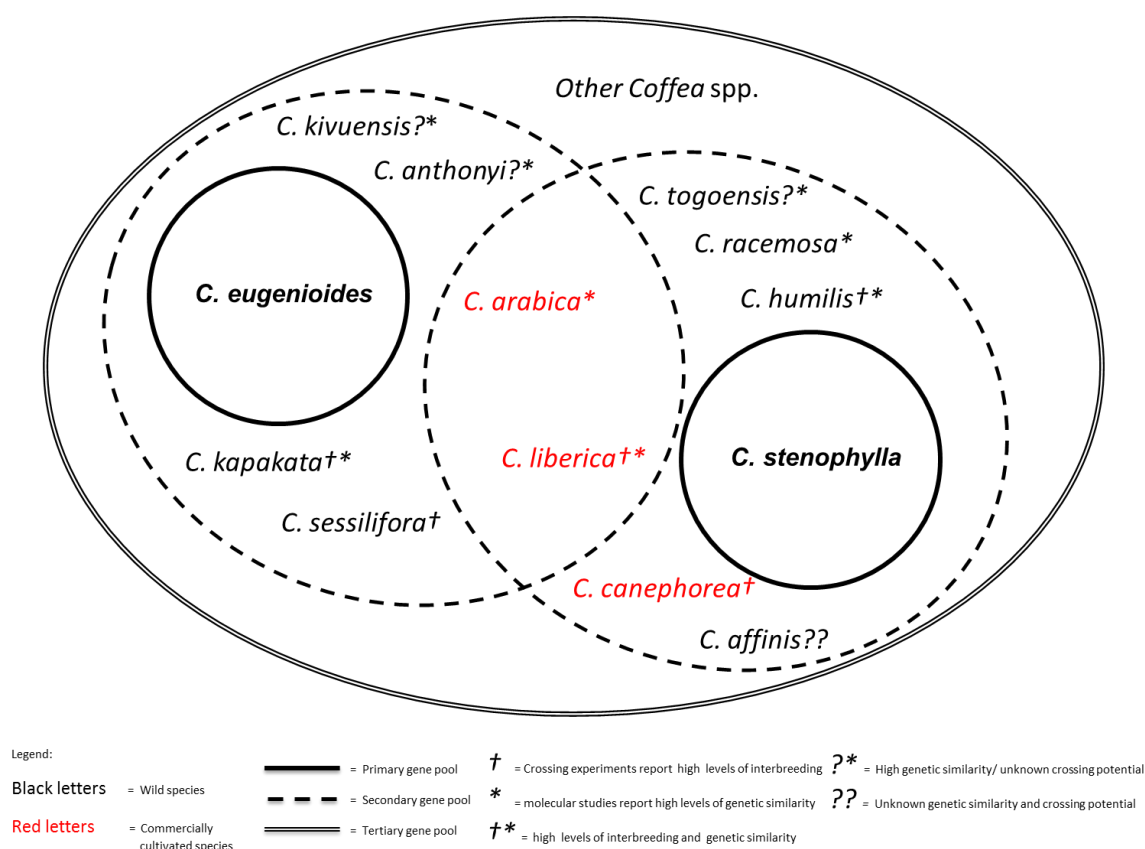 Other Coffea spp.
C. kivuensis?*
C. anthonyi?*
C. togoensis?*
C. racemosa*
C. eugenioides
C. arabica*
C. humilis†*
C. kapakata†*
C. liberica†*
C. stenophylla
C. sessilifora†
C. canephorea†
C. affinis??
Legend:
Black letters = Wild species
Red letters = Commercially
cultivated species
= Primary gene pool
= Secondary gene pool
= Tertiary gene pool
† = Crossing experiments report high levels of interbreeding
* = molecular studies report high levels of genetic similarity
†* = high levels of interbreeding and genetic similarity
?* = High genetic similarity/ unknown crossing potential
?? = Unknown genetic similarity and crossing potential